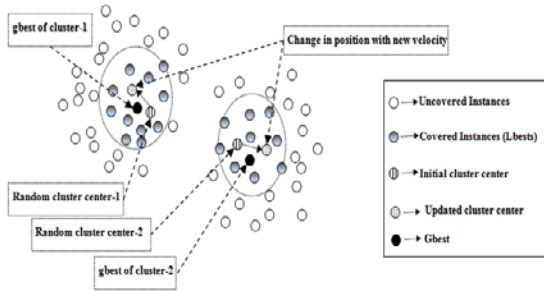 gbest of cluster-1
Change in position with new velocity
Uncovered Instances
Covered Instances (Lbests)
Initial cluster center
Updated cluster center
Gbest
Random cluster center-1
Random cluster center-2
gbest of cluster-2